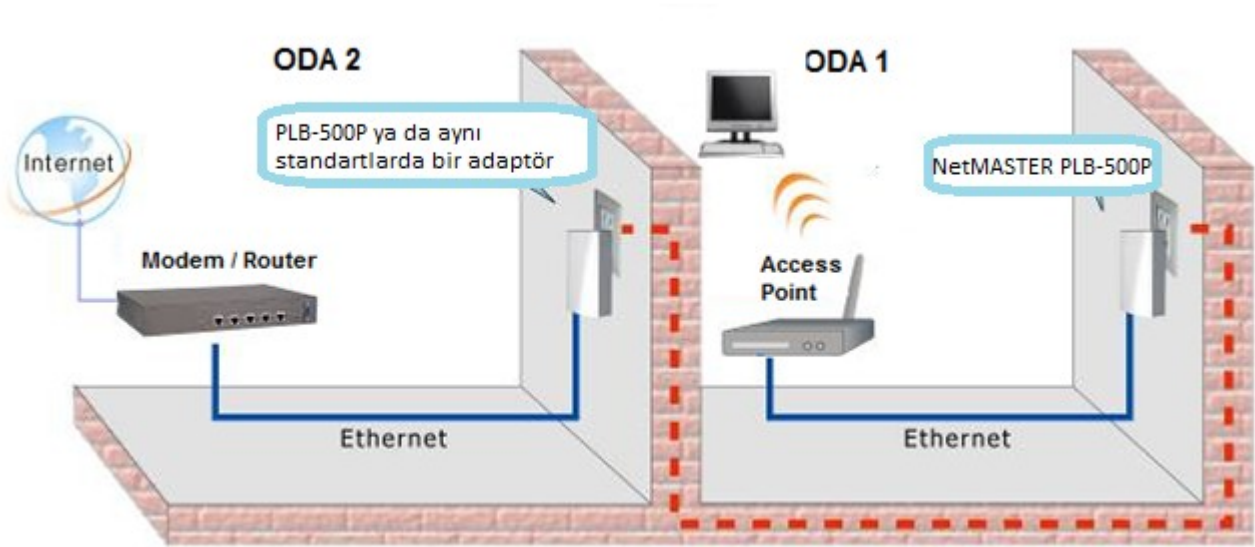 ODA 2
ODA 1
PLB-500P ya da aynı
standartlarda bir adaptör
NetMASTER PLB-500P
Internet
Modem / Router
Access
Point
Ethernet
Ethernet